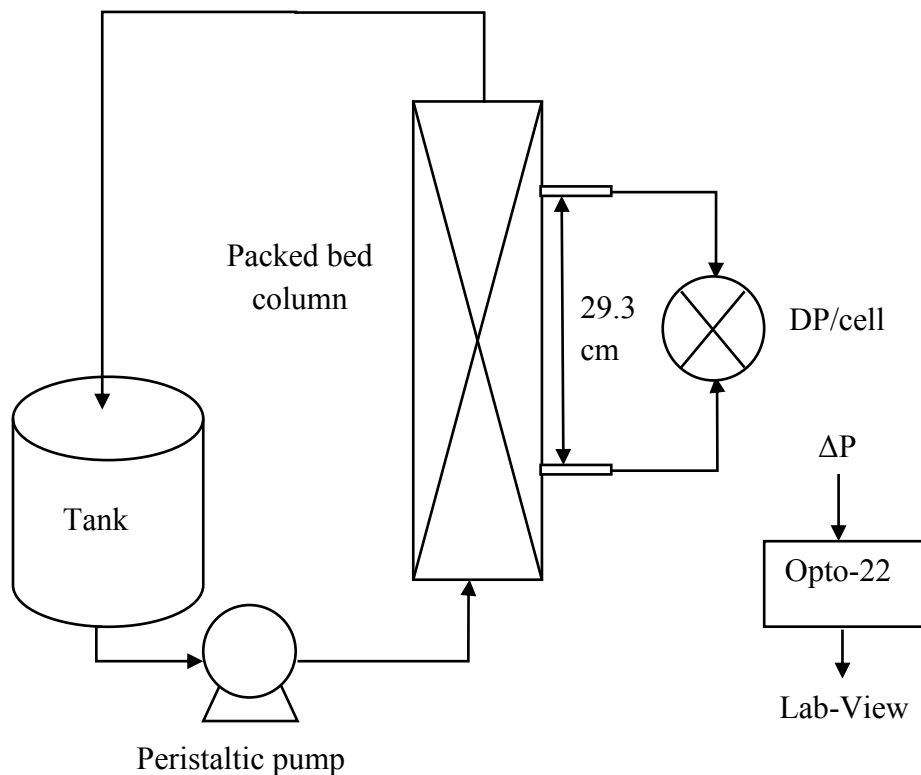 Packed bed
column
29.3
cm
DP/cell
Tank
ΔP
Opto-22
Lab-View
Peristaltic pump